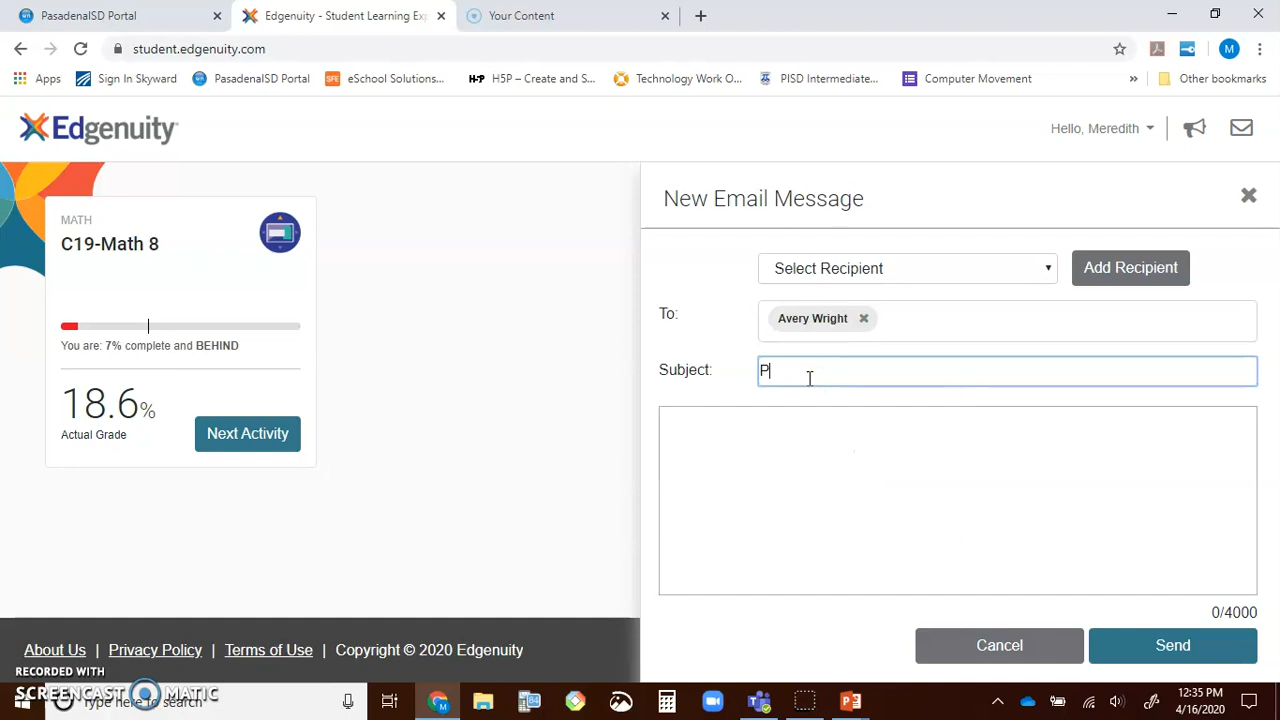 PasadenaISD Portal
Edgenuity - Student Learning Exp
Your Content
student.edgenuity.com
M
Apps
Sign In Skyward
PasadenaISD Portal
SFE eSchool Solutions...
H-P H5P – Create and S...
Technology Work O...
PISD Intermediate...
Computer Movement
»
Other bookmarks
Edgenuity
Hello, Meredith
MATH
C19-Math 8
You are: 7% complete and BEHIND
18.6%
Actual Grade
Next Activity
New Email Message
Select Recipient
Add Recipient
To:
Avery Wright
Subject:
P
0/4000
Cancel
Send
About Us | Privacy Policy | Terms of Use | Copyright © 2020 Edgenuity
RECORDED WITH
SCREENCAST MATIC
Type here to search
12:35 PM
4/16/2020